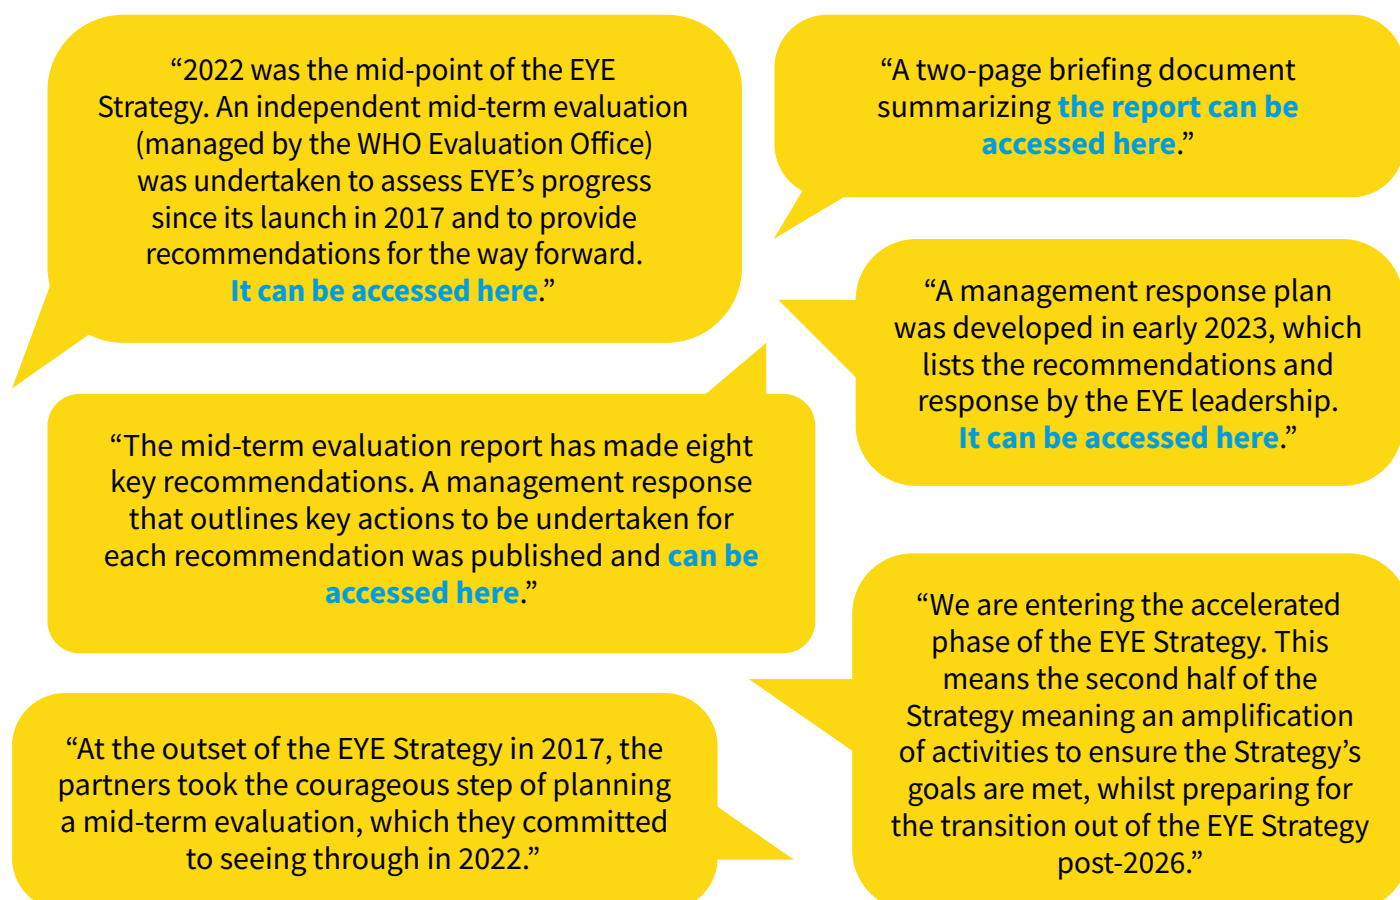 “2022 was the mid-point of the EYE
Strategy. An independent mid-term evaluation
(managed by the WHO Evaluation Office)
was undertaken to assess EYE’s progress
since its launch in 2017 and to provide
recommendations for the way forward.
It can be accessed here.”
“A two-page briefing document
summarizing the report can be
accessed here.”
“A management response plan
was developed in early 2023, which
lists the recommendations and
response by the EYE leadership.
It can be accessed here.”
“The mid-term evaluation report has made eight
key recommendations. A management response
that outlines key actions to be undertaken for
each recommendation was published and can be
accessed here.”
“We are entering the accelerated
phase of the EYE Strategy. This
means the second half of the
Strategy meaning an amplification
of activities to ensure the Strategy’s
goals are met, whilst preparing for
the transition out of the EYE Strategy
post-2026.”
“At the outset of the EYE Strategy in 2017, the
partners took the courageous step of planning
a mid-term evaluation, which they committed
to seeing through in 2022.”